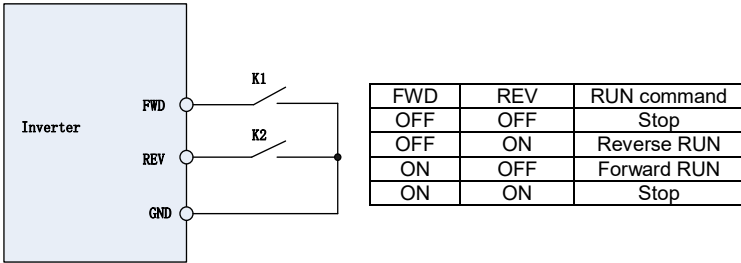 K1
FWD
Inverter
K2
REV
GND
FWD REV RUN command
OFF OFF Stop
OFF ON Reverse RUN
ON OFF Forward RUN
ON ON Stop